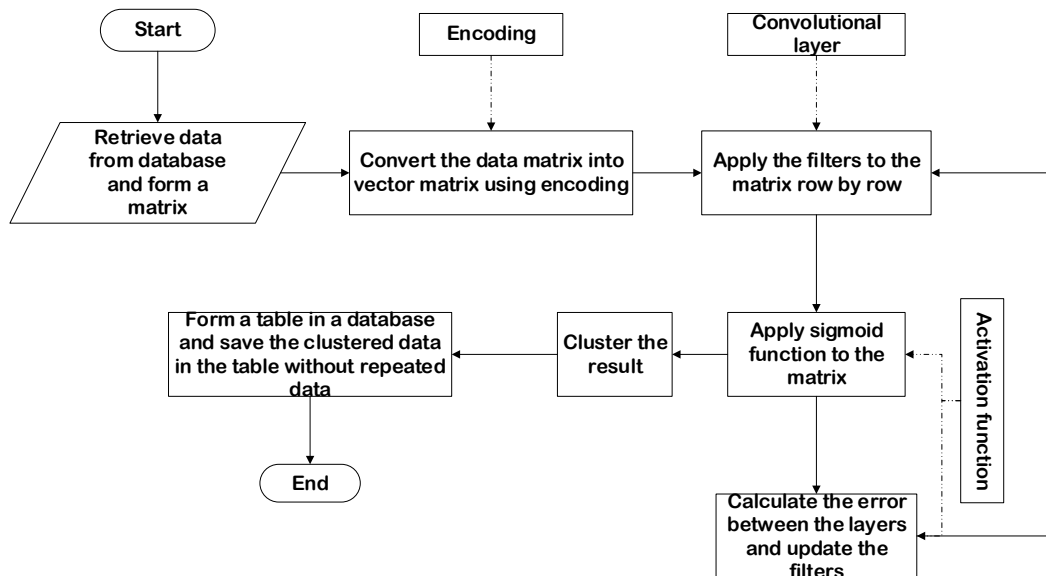 Start
Encoding
Convolutional
layer
Retrieve data
from database
and form a
matrix
Convert the data matrix into
vector matrix using encoding
Apply the filters to the
matrix row by row
Form a table in a database
and save the clustered data
in the table without repeated
data
Cluster the
result
Apply sigmoid
function to the
matrix
Activation function
End
Calculate the error
between the layers
and update the
filters